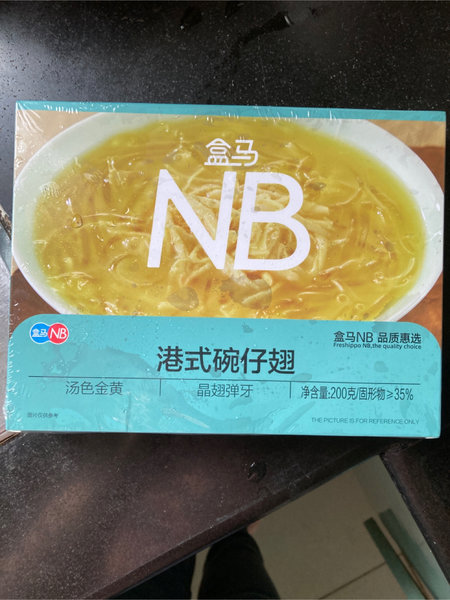 盒马
NB
盒马 NB
盒马NB 品质惠选
Freshippo NB,the quality choice
港式碗仔翅
汤色金黄
晶翅弹牙
净含量:200克/固形物≥35%
图片仅供参考
THE PICTURE IS FOR REFERENCE ONLY